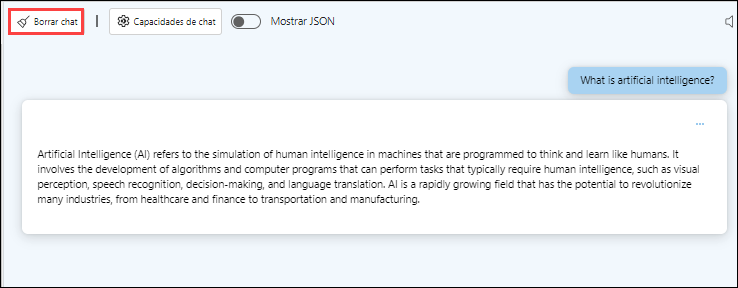 Borrar chat | Capacidades de chat Mostrar JSON
What is artificial intelligence?
...
Artificial Intelligence (AI) refers to the simulation of human intelligence in machines that are programmed to think and learn like humans. It
involves the development of algorithms and computer programs that can perform tasks that typically require human intelligence, such as visual
perception, speech recognition, decision-making, and language translation. AI is a rapidly growing field that has the potential to revolutionize
many industries, from healthcare and finance to transportation and manufacturing.